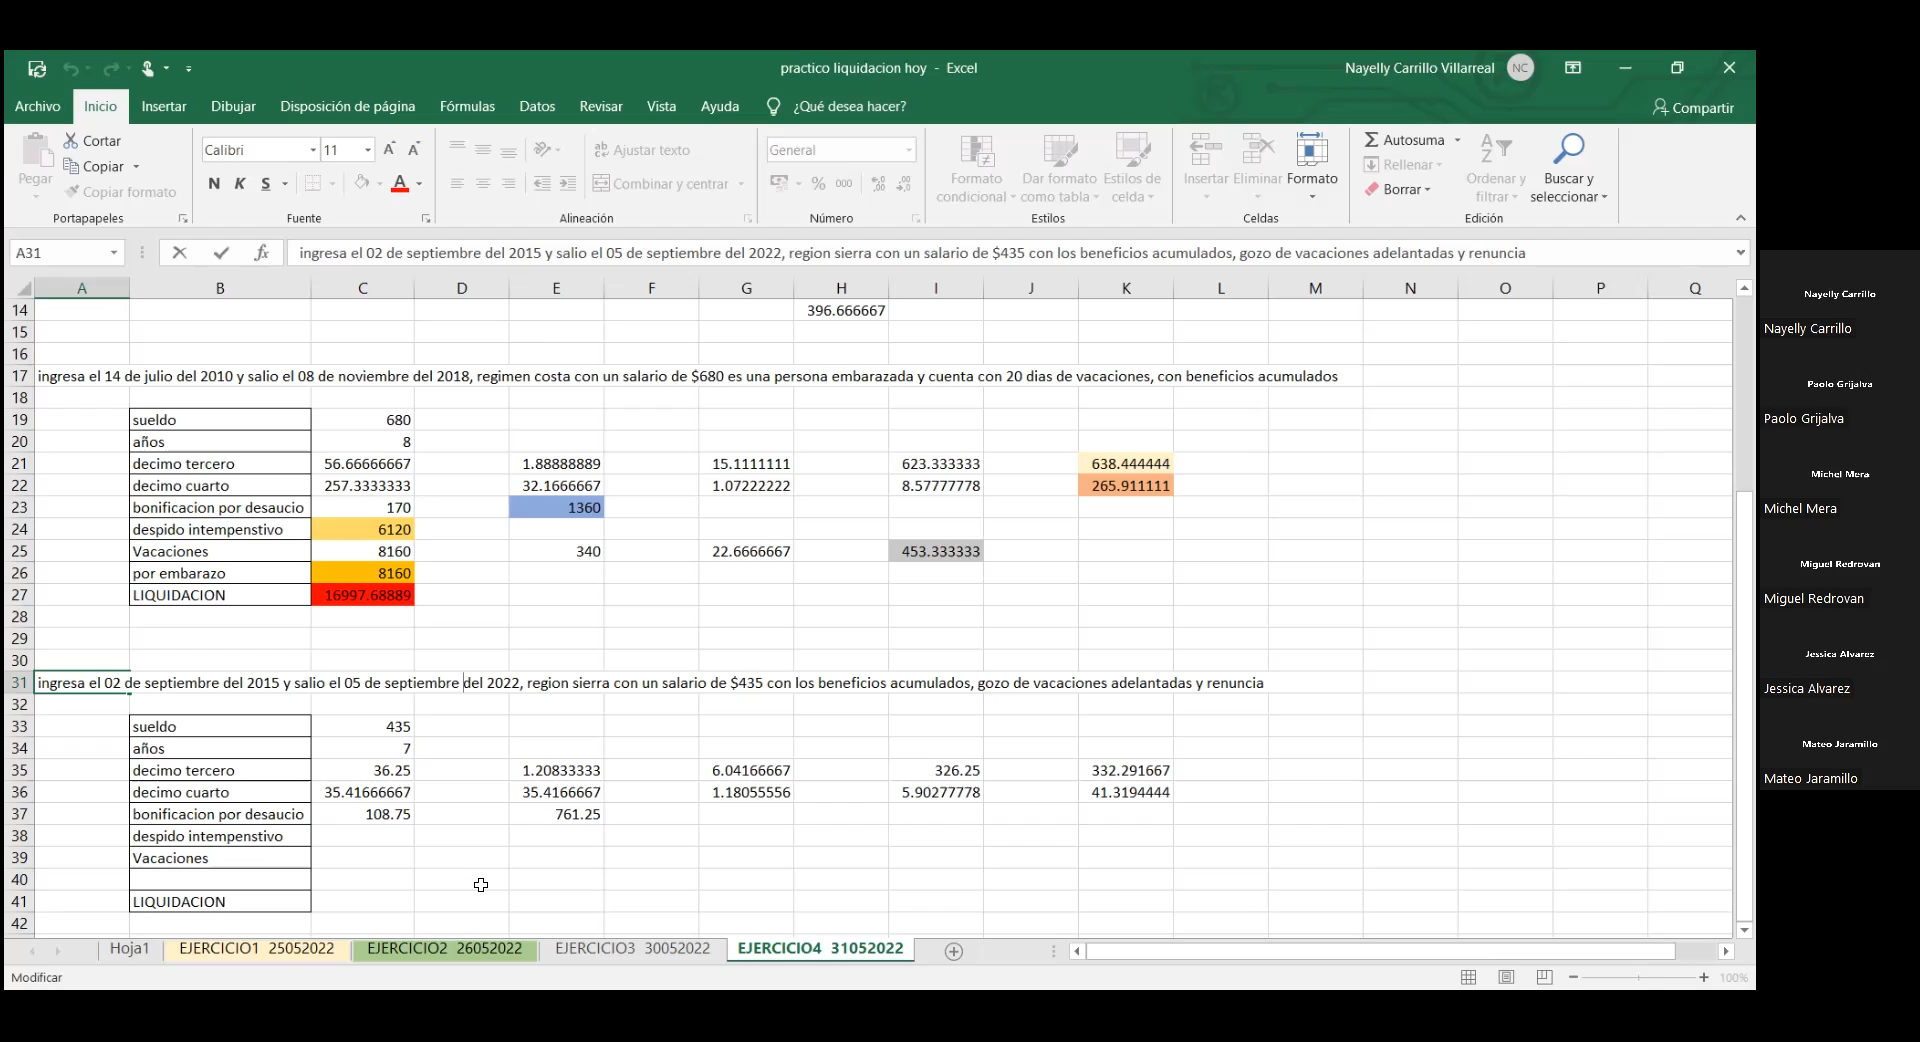 practico liquidacion hoy - Excel
Nayelly Carrillo Villarreal NC
Archivo Inicio Insertar Dibujar Disposición de página Fórmulas Datos Revisar Vista Ayuda ¿Qué desea hacer? Compartir
Pegar
Cortar
Copiar
Copiar formato
Portapapeles
Calibri 11 A A
N K S A
Fuente
Ajustar texto
Combinar y centrar
Alineación
General
% 000
Número
Formato condicional
Dar formato como tabla
Estilos de celda
Estilos
Insertar Eliminar Formato
Celdas
Autosuma
Rellenar
Borrar
Ordenar y filtrar
Buscar y seleccionar
Edición
A31 fx ingresa el 02 de septiembre del 2015 y salio el 05 de septiembre del 2022, region sierra con un salario de $435 con los beneficios acumulados, gozo de vacaciones adelantadas y renuncia
A B C D E F G H I J K L M N O P Q
14 396.666667
15
16
17 ingresa el 14 de julio del 2010 y salio el 08 de noviembre del 2018, regimen costa con un salario de $680 es una persona embarazada y cuenta con 20 dias de vacaciones, con beneficios acumulados
18
19 sueldo 680
20 años 8
21 decimo tercero 56.66666667 1.88888889 15.1111111 623.333333 638.444444
22 decimo cuarto 257.3333333 32.1666667 1.07222222 8.57777778 265.911111
23 bonificacion por desaucio 170 1360
24 despido intempenstivo 6120
25 Vacaciones 8160 340 22.6666667 453.333333
26 por embarazo 8160
27 LIQUIDACION 16997.68889
28
29
30
31 ingresa el 02 de septiembre del 2015 y salio el 05 de septiembre del 2022, region sierra con un salario de $435 con los beneficios acumulados, gozo de vacaciones adelantadas y renuncia
32
33 sueldo 435
34 años 7
35 decimo tercero 36.25 1.20833333 6.04166667 326.25 332.291667
36 decimo cuarto 35.41666667 35.4166667 1.18055556 5.90277778 41.3194444
37 bonificacion por desaucio 108.75 761.25
38 despido intempenstivo
39 Vacaciones
40
41 LIQUIDACION
42
Hoja1 EJERCICIO1 25052022 EJERCICIO2 26052022 EJERCICIO3 30052022 EJERCICIO4 31052022
Modificar 100%
Nayelly Carrillo
Nayelly Carrillo
Paolo Grijalva
Paolo Grijalva
Michel Mera
Michel Mera
Miguel Redrovan
Miguel Redrovan
Jessica Alvarez
Jessica Alvarez
Mateo Jaramillo
Mateo Jaramillo